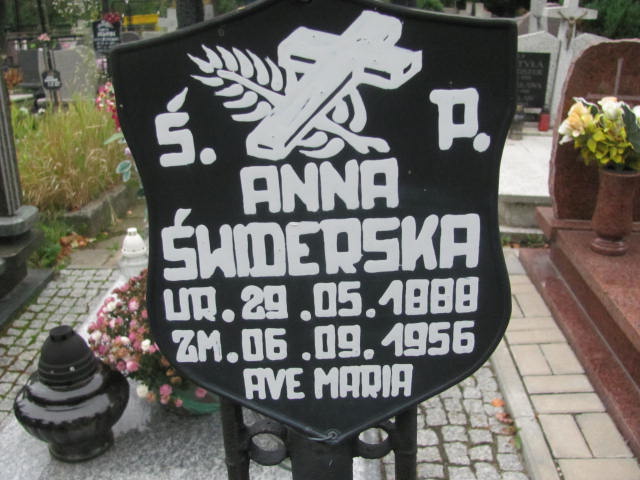 Ś. P.
ANNA
ŚWIDERSKA
UR. 29.05.1888
ZM. 06.09.1956
AVE MARIA